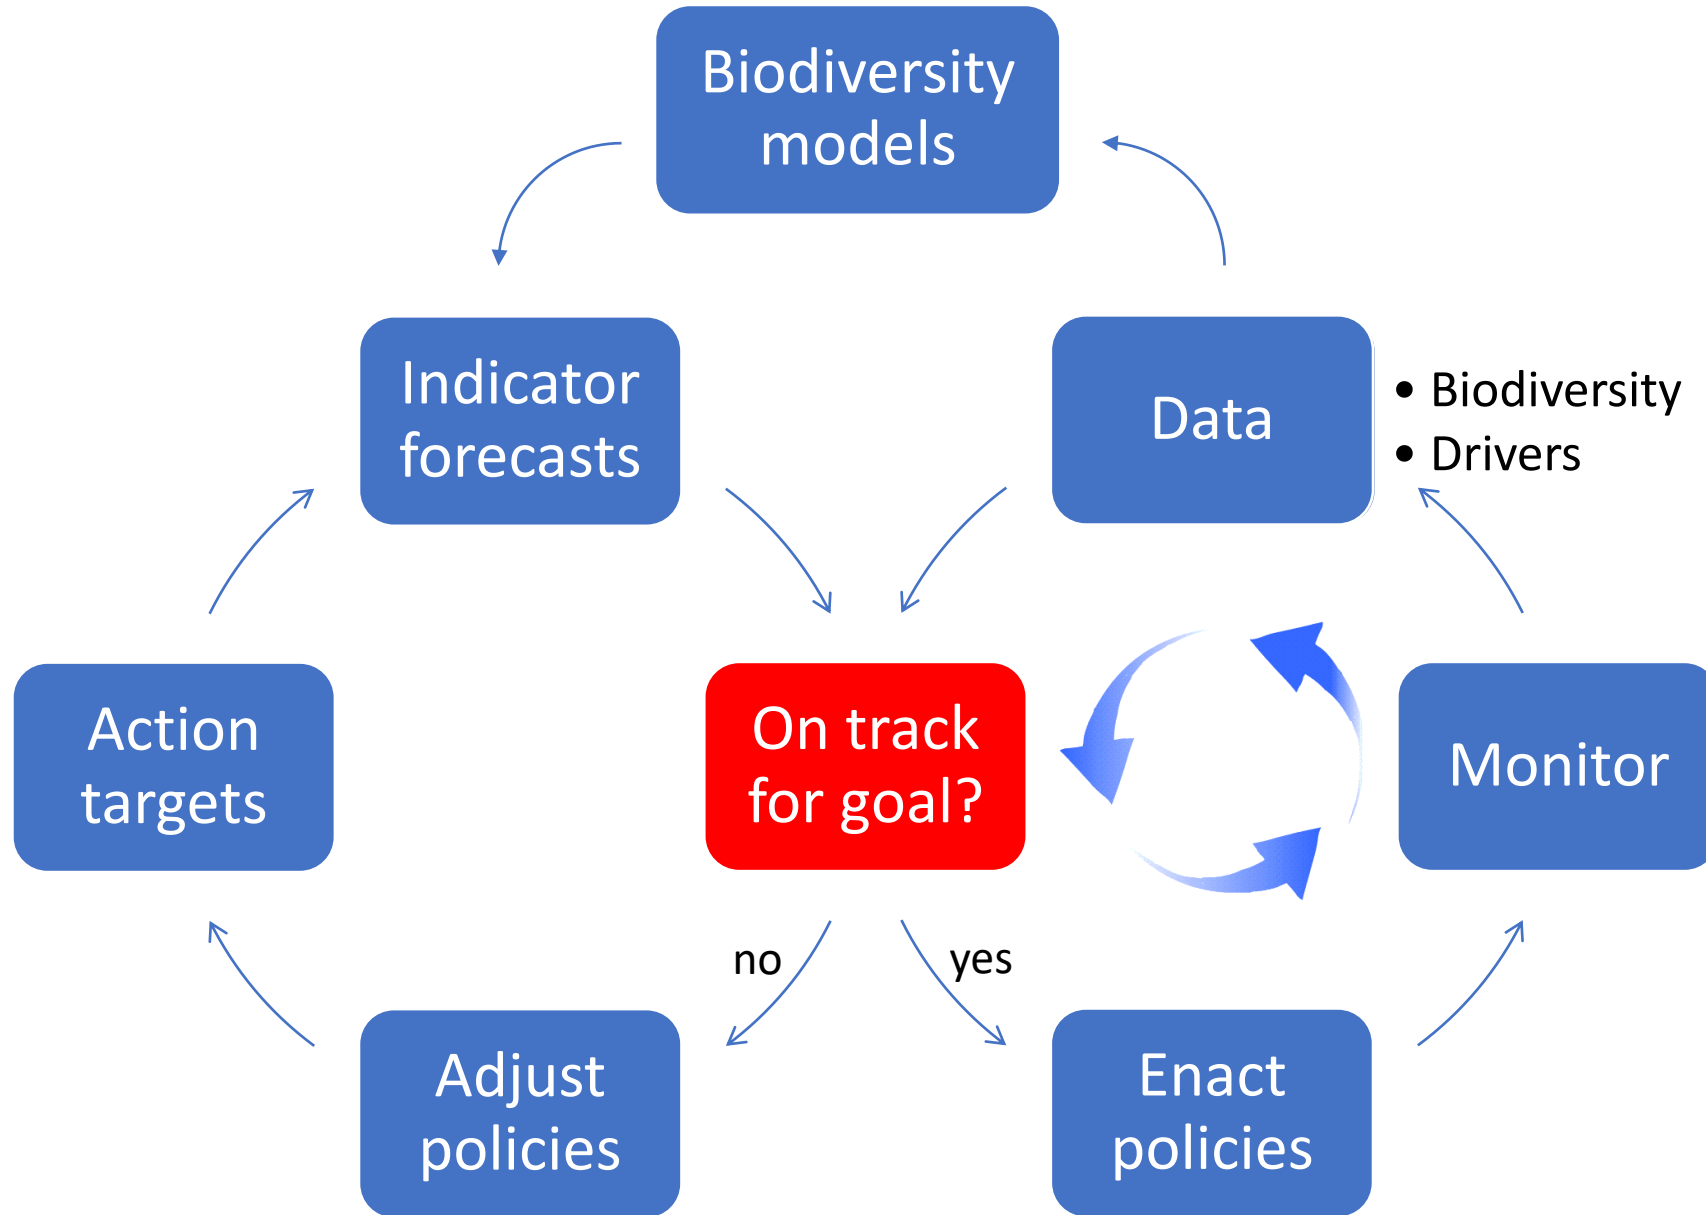 Biodiversity
models
Indicator
forecasts
Data
• Biodiversity
• Drivers
Action
targets
On track
for goal?
Monitor
no
yes
Adjust
policies
Enact
policies